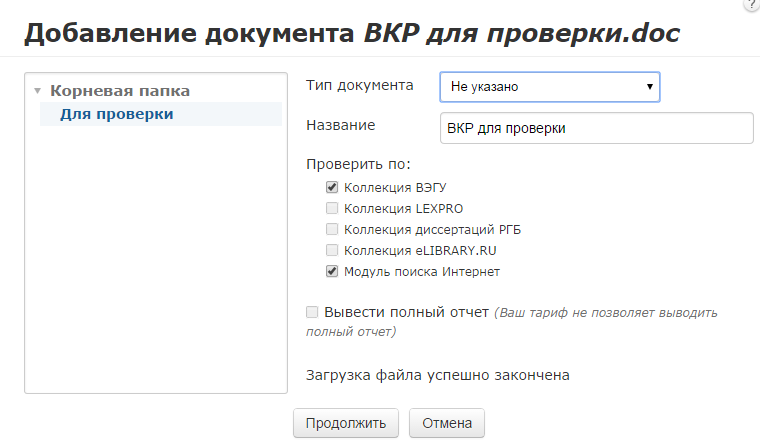 ?
Добавление документа ВКР для проверки.doc
Корневая папка
Для проверки
Тип документа
Не указано
Название
ВКР для проверки
Проверить по:
Коллекция ВЭГУ
Коллекция LEXPRO
Коллекция диссертаций РГБ
Коллекция eLIBRARY.RU
Модуль поиска Интернет
Вывести полный отчет (Ваш тариф не позволяет выводить
полный отчет)
Загрузка файла успешно закончена
Продолжить
Отмена